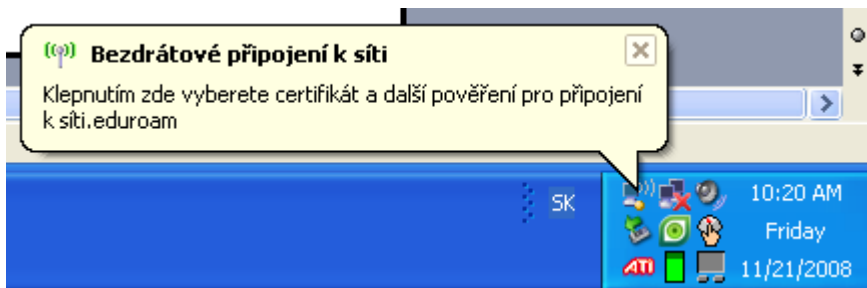 Bezdrátové připojení k síti
Klepnutím zde vyberete certifikát a další pověření pro připojení
k síti.eduroam
SK
10:20 AM
Friday
ATI
11/21/2008